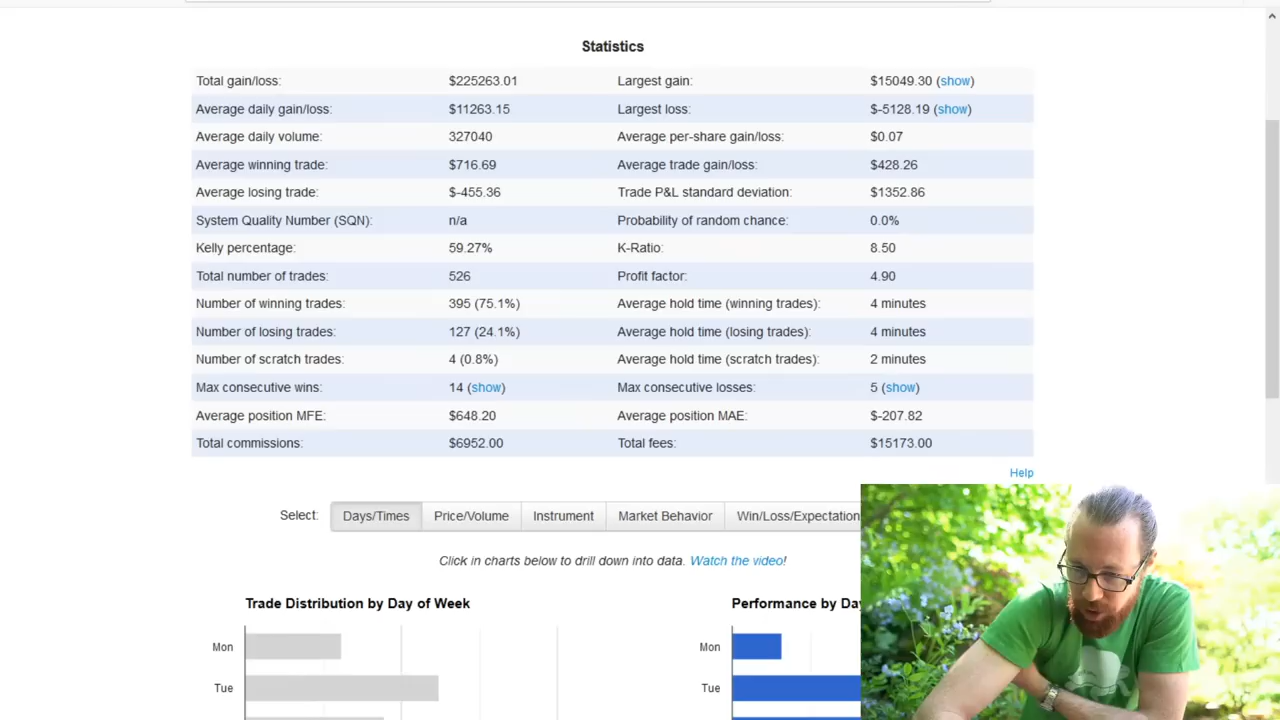 Statistics
Total gain/loss: $225263.01 Largest gain: $15049.30 (show)
Average daily gain/loss: $11263.15 Largest loss: $-5128.19 (show)
Average daily volume: 327040 Average per-share gain/loss: $0.07
Average winning trade: $716.69 Average trade gain/loss: $428.26
Average losing trade: $-455.36 Trade P&L standard deviation: $1352.86
System Quality Number (SQN): n/a Probability of random chance: 0.0%
Kelly percentage: 59.27% K-Ratio: 8.50
Total number of trades: 526 Profit factor: 4.90
Number of winning trades: 395 (75.1%) Average hold time (winning trades): 4 minutes
Number of losing trades: 127 (24.1%) Average hold time (losing trades): 4 minutes
Number of scratch trades: 4 (0.8%) Average hold time (scratch trades): 2 minutes
Max consecutive wins: 14 (show) Max consecutive losses: 5 (show)
Average position MFE: $648.20 Average position MAE: $-207.82
Total commissions: $6952.00 Total fees: $15173.00
Help
Select: Days/Times Price/Volume Instrument Market Behavior Win/Loss/Expectation
Click in charts below to drill down into data. Watch the video!
Trade Distribution by Day of Week Performance by Da
Mon Mon
Tue Tue